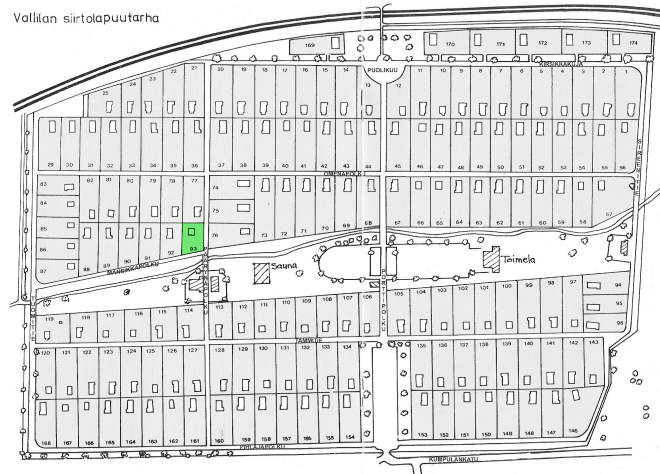 Vallilan siirtolapuutarha
169
170 171 172 173 174
KIRSIKKAKUJA
PUOLIKUU
25 24 23 22 21 20 19 18 17 16 15 14 13 12 11 10 9 8 7 6 5 4 3 2 1
29 30 31 32 33 34 35 36 37 38 39 40 41 42 43 44 45 46 47 48 49 50 51 52 53 54 55 56
SIREENITIE
OMENAPOLKU
83 82 81 80 79 78 77 74
84 75
85 76
86
87 88 89 90 91 92 93
73 72 71 70 69 68 67 66 65 64 63 62 61 60 59 58 57
MANSIKKAPOLKU
Sauna
Toimela
PIRTTIPOLKU
94
95
96
119 118 117 116 115 114 113 112 111 110 109 108 107 106 105 104 103 102 101 100 99 98 97
TAMMITIE
120 121 122 123 124 125 126 127 128 129 130 131 132 133 134 135 136 137 138 139 140 141 142 143
168 167 166 165 164 163 162 161 160 159 158 157 156 155 154 153 152 151 150 149 148 147 146
PIHLAJAPOLKU
KUMPULANKATU